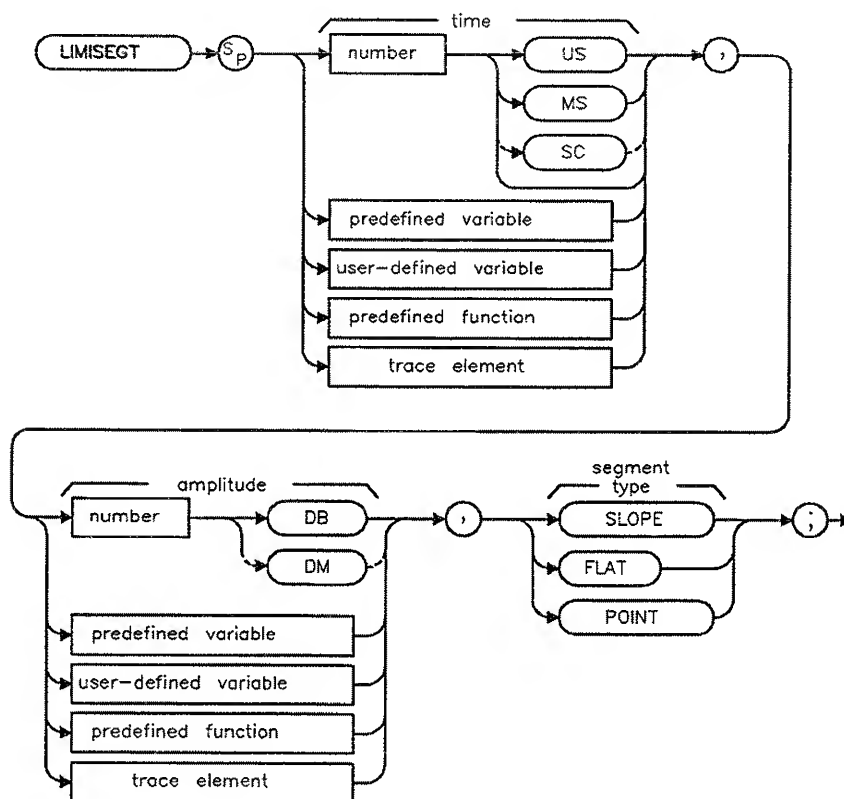 time
LIMISEGT
SP
number
US
,
MS
SC
predefined variable
user-defined variable
predefined function
trace element
amplitude
segment
type
number
DB
,
SLOPE
;
DM
FLAT
POINT
predefined variable
user-defined variable
predefined function
trace element